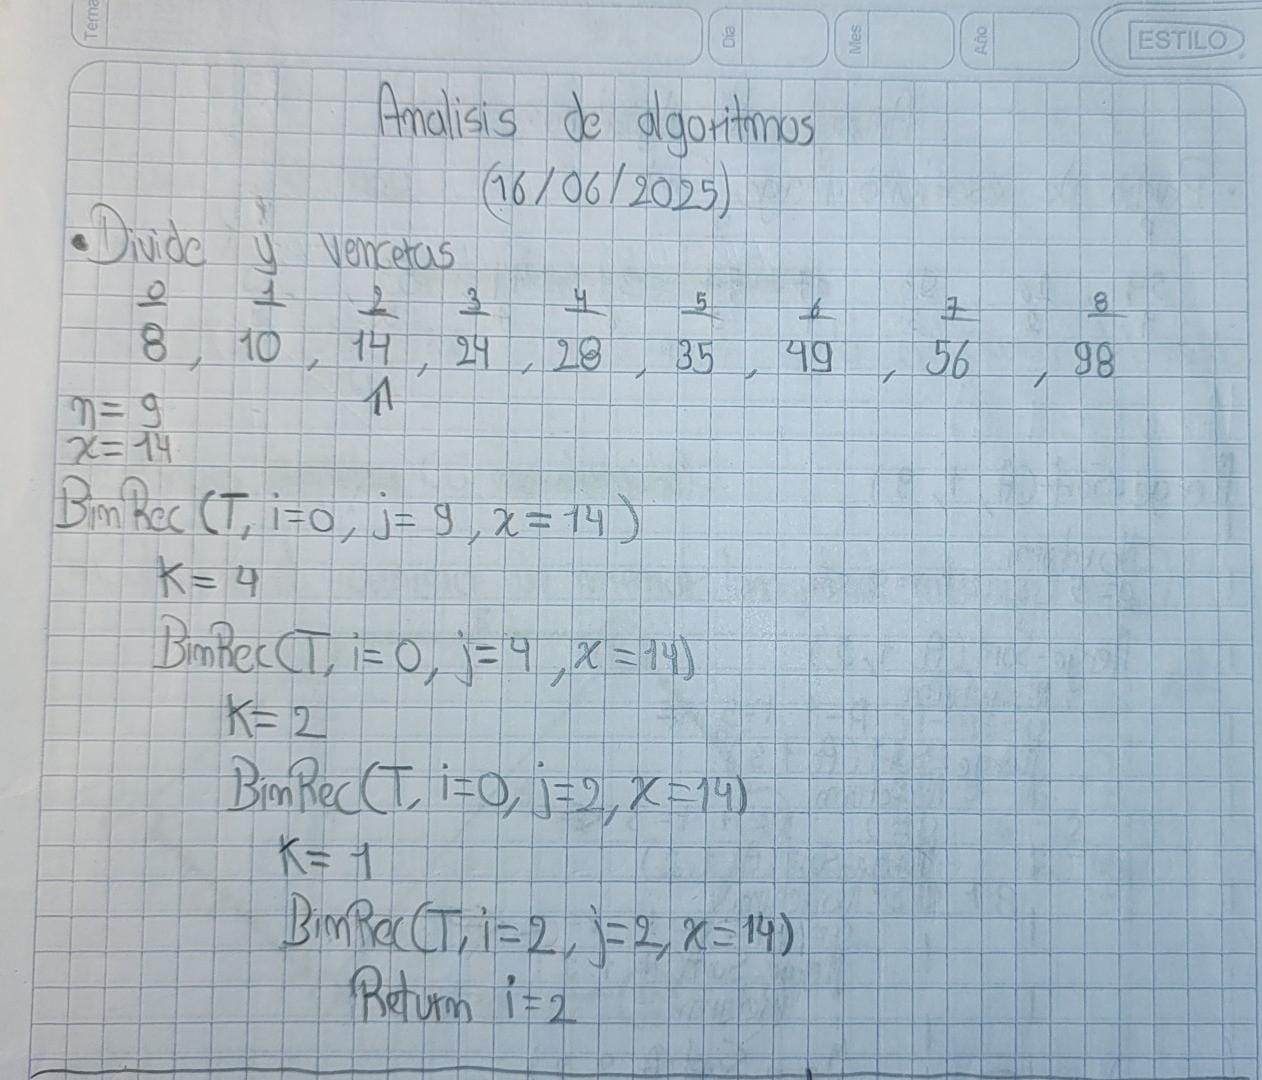 Tema
Día
Mes
Año
ESTILO
Analisis de algoritmos
(16/06/2025)
• Divide y venceras
0 1 2 3 4 5 6 7 8
8, 10, 14, 24, 28, 35, 49, 56, 98
n = 9
x = 14
BinRec (T, i=0, j= 9, x = 14)
K = 4
BinRec(T, i=0, j=4, x=14)
K= 2
BinRec(T, i=0, j=2, x=14)
K= 1
BinRec(T, i=2, j=2, x=14)
Return i=2